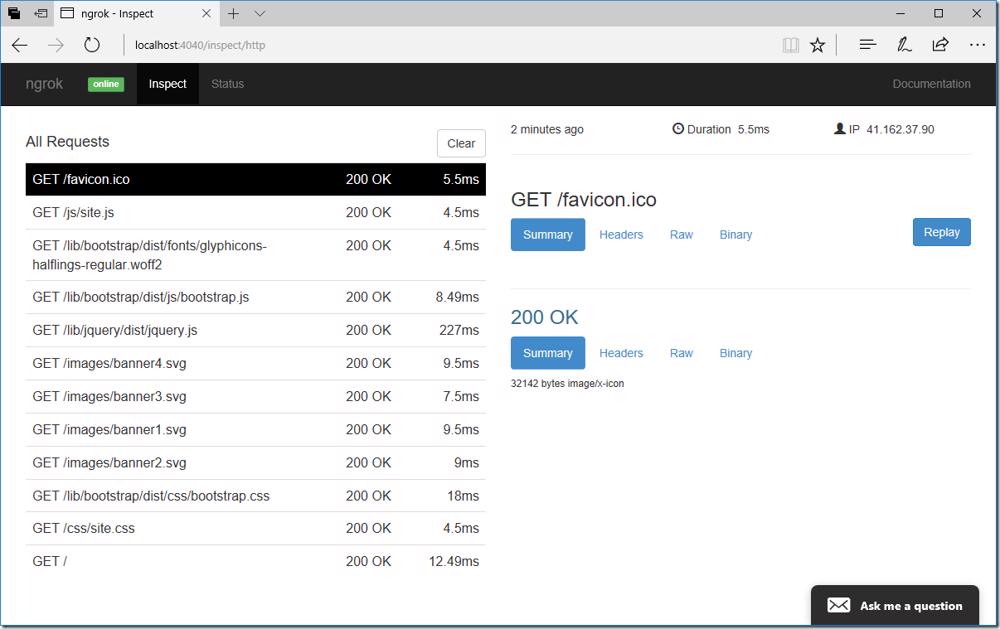 ngrok - Inspect
localhost:4040/inspect/http
ngrok online Inspect Status Documentation
All Requests Clear
GET /favicon.ico 200 OK 5.5ms
GET /js/site.js 200 OK 4.5ms
GET /lib/bootstrap/dist/fonts/glyphicons- 200 OK 4.5ms
halflings-regular.woff2
GET /lib/bootstrap/dist/js/bootstrap.js 200 OK 8.49ms
GET /lib/jquery/dist/jquery.js 200 OK 227ms
GET /images/banner4.svg 200 OK 9.5ms
GET /images/banner3.svg 200 OK 7.5ms
GET /images/banner1.svg 200 OK 9.5ms
GET /images/banner2.svg 200 OK 9ms
GET /lib/bootstrap/dist/css/bootstrap.css 200 OK 18ms
GET /css/site.css 200 OK 4.5ms
GET / 200 OK 12.49ms
2 minutes ago Duration 5.5ms IP 41.162.37.90
GET /favicon.ico
Summary Headers Raw Binary Replay
200 OK
Summary Headers Raw Binary
32142 bytes image/x-icon
Ask me a question